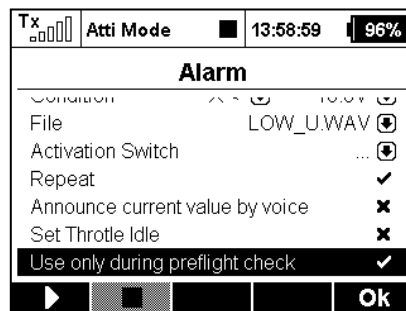 Tx Atti Mode 13:58:59 96%
Alarm
Condition
File LOW_U.WAV
Activation Switch ...
Repeat
Announce current value by voice
Set Throtle Idle
Use only during preflight check
Ok